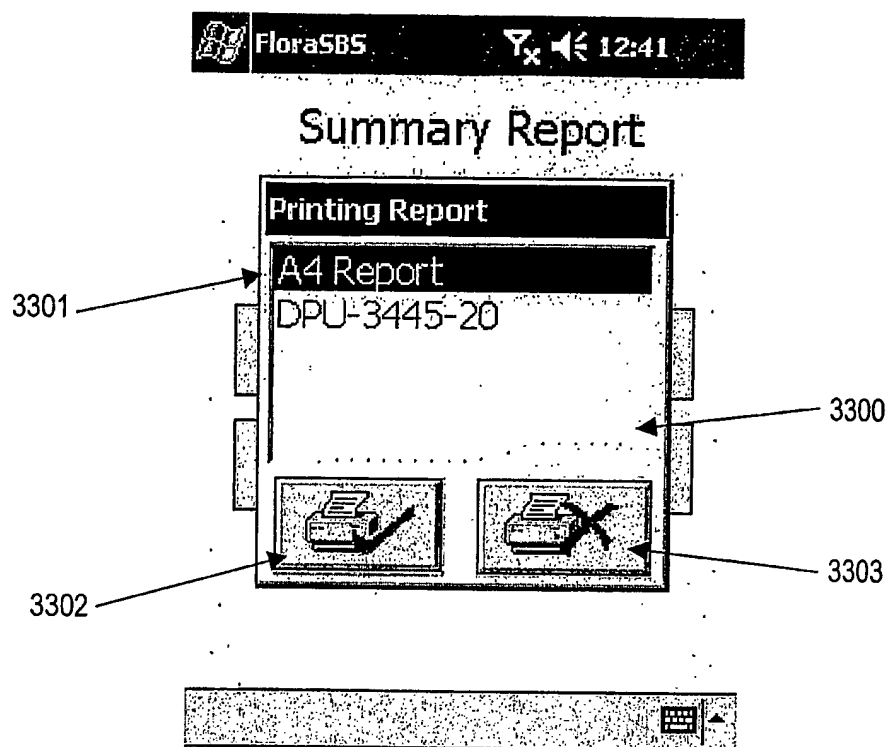 FloraSBS 12:41
Summary Report
Printing Report
A4 Report
3301
DPU-3445-20
3300
3303
3302